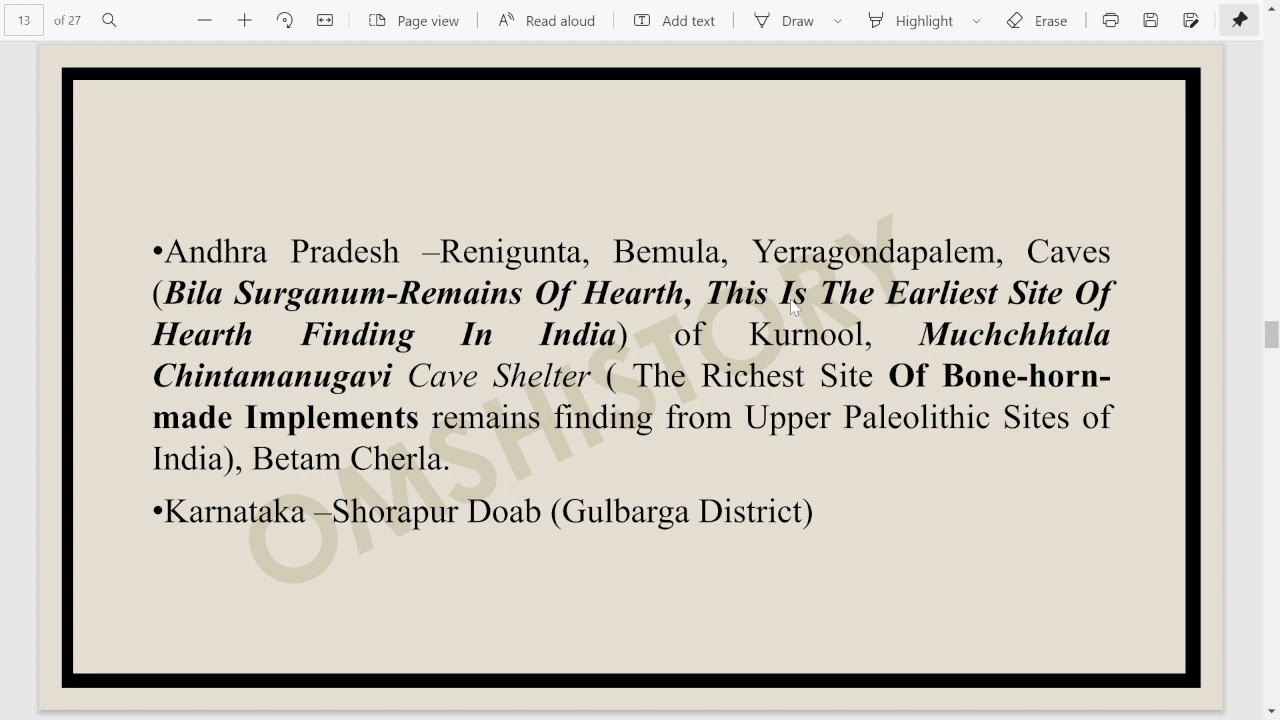 13 of 27 Page view Read aloud Add text Draw Highlight Erase
•Andhra Pradesh –Renigunta, Bemula, Yerragondapalem, Caves
(Bila Surganum-Remains Of Hearth, This Is The Earliest Site Of
Hearth Finding In India) of Kurnool, Muchchhtala
Chintamanugavi Cave Shelter ( The Richest Site Of Bone-horn-
made Implements remains finding from Upper Paleolithic Sites of
India), Betam Cherla.
•Karnataka –Shorapur Doab (Gulbarga District)
OMSHISTORY